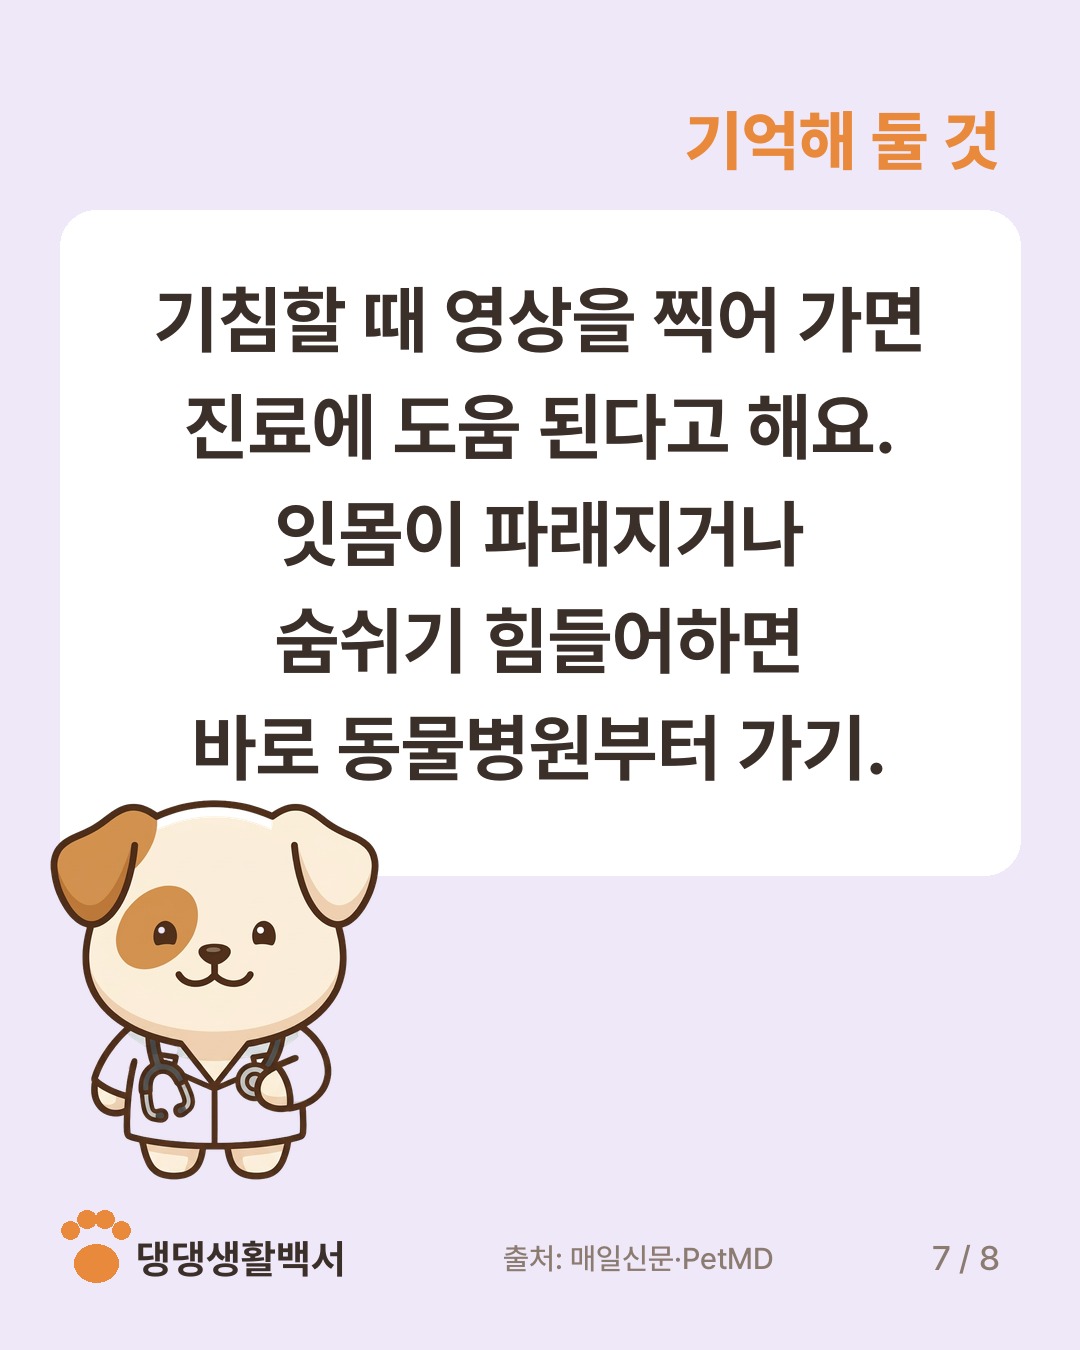 기억해 둘 것
기침할 때 영상을 찍어 가면
진료에 도움 된다고 해요.
잇몸이 파래지거나
숨쉬기 힘들어하면
바로 동물병원부터 가기.
댕댕생활백서
출처: 매일신문·PetMD
7 / 8